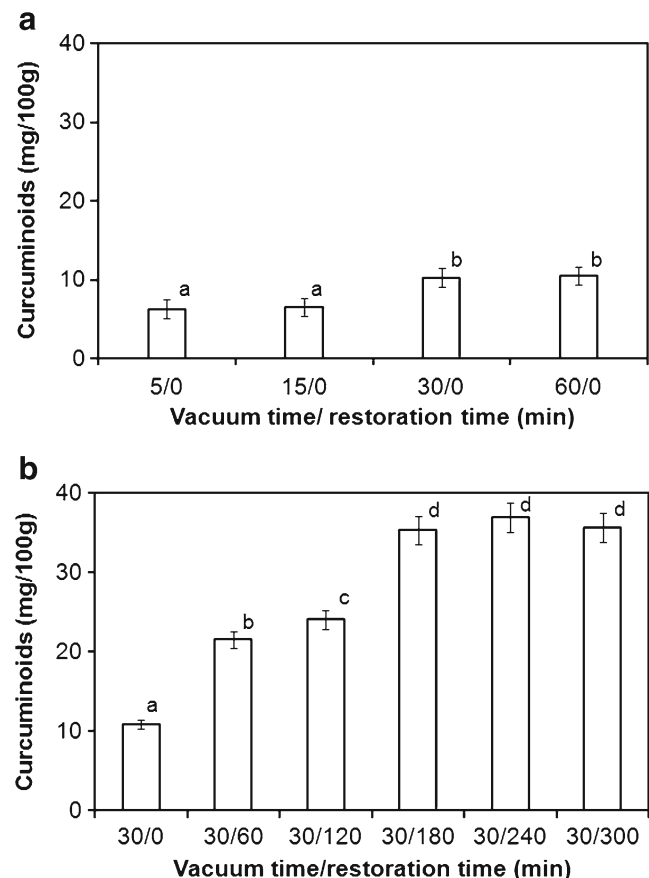 a
Curcuminoids (mg/100g)
40
30
20
10
0
a
a
b
b
5/0
15/0
30/0
60/0
Vacuum time/ restoration time (min)
b
Curcuminoids (mg/100g)
40
30
20
10
0
a
b
c
d
d
d
30/0
30/60
30/120
30/180
30/240
30/300
Vacuum time/restoration time (min)